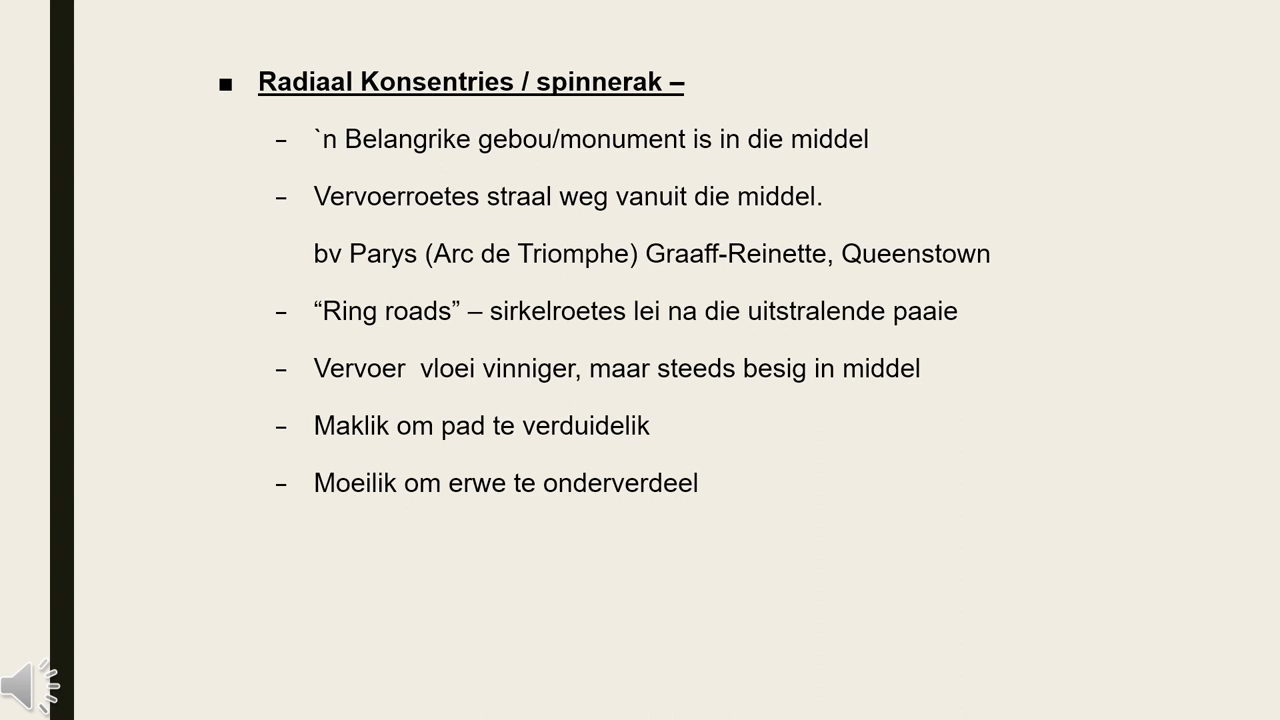 ■ Radiaal Konsentries / spinnerak –
– `n Belangrike gebou/monument is in die middel
– Vervoerroetes straal weg vanuit die middel.
bv Parys (Arc de Triomphe) Graaff-Reinette, Queenstown
– “Ring roads” – sirkelroetes lei na die uitstralende paaie
– Vervoer  vloei vinniger, maar steeds besig in middel
– Maklik om pad te verduidelik
– Moeilik om erwe te onderverdeel